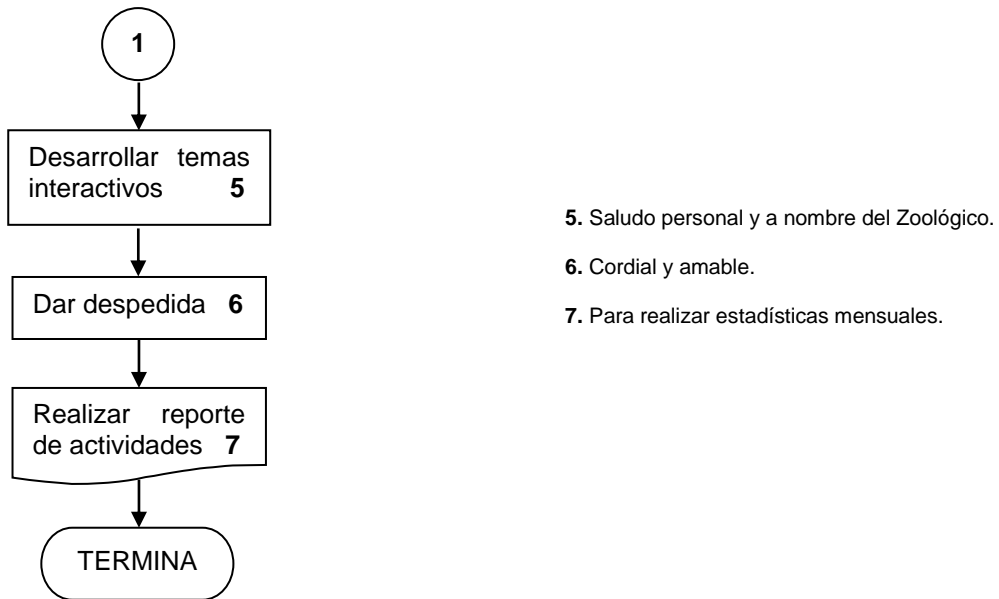 1
Desarrollar temas
interactivos 5
Dar despedida 6
Realizar reporte
de actividades 7
TERMINA
5. Saludo personal y a nombre del Zoológico.
6. Cordial y amable.
7. Para realizar estadísticas mensuales.